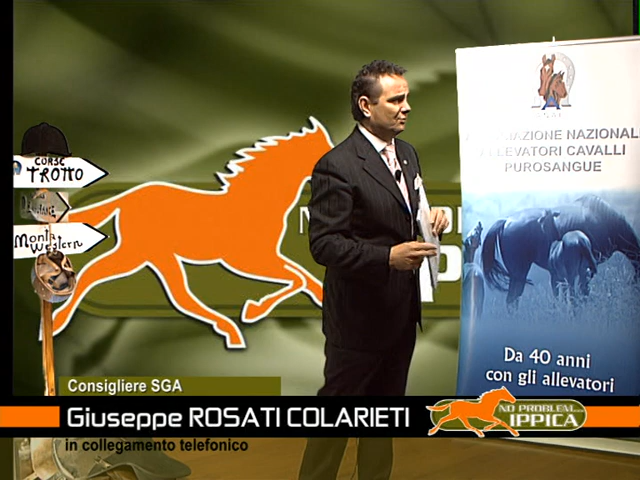 CORSE
TROTTO
Monta
Western
NO
ASSOCIAZIONE NAZIONALE
ALLEVATORI CAVALLI
PUROSANGUE
Da 40 anni
con gli allevatori
Consigliere SGA
Giuseppe ROSATI COLARIETI
NO PROBLEM...
IPPICA
in collegamento telefonico